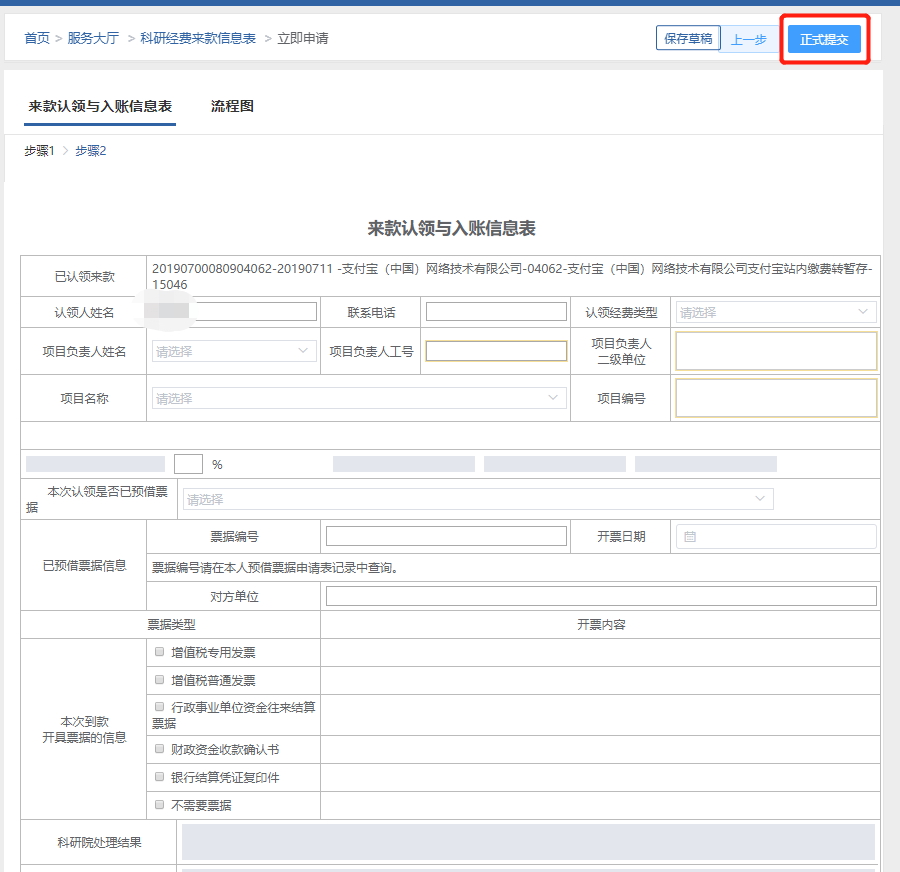 首页 > 服务大厅 > 科研经费来款信息表 > 立即申请
保存草稿 上一步 正式提交
来款认领与入账信息表 流程图
步骤1 > 步骤2
来款认领与入账信息表
已认领来款
20190700080904062-20190711 -支付宝（中国）网络技术有限公司-04062-支付宝（中国）网络技术有限公司支付宝站内缴费转暂存-
15046
认领人姓名 联系电话 认领经费类型 请选择
项目负责人姓名 请选择 项目负责人工号
项目负责人
二级单位
项目名称 请选择 项目编号
%
本次认领是否已预借票
据
请选择
已预借票据信息
票据编号 开票日期
票据编号请在本人预借票据申请表记录中查询。
对方单位
票据类型 开票内容
本次到款
开具票据的信息
增值税专用发票
增值税普通发票
行政事业单位资金往来结算
票据
财政资金收款确认书
银行结算凭证复印件
不需要票据
科研院处理结果